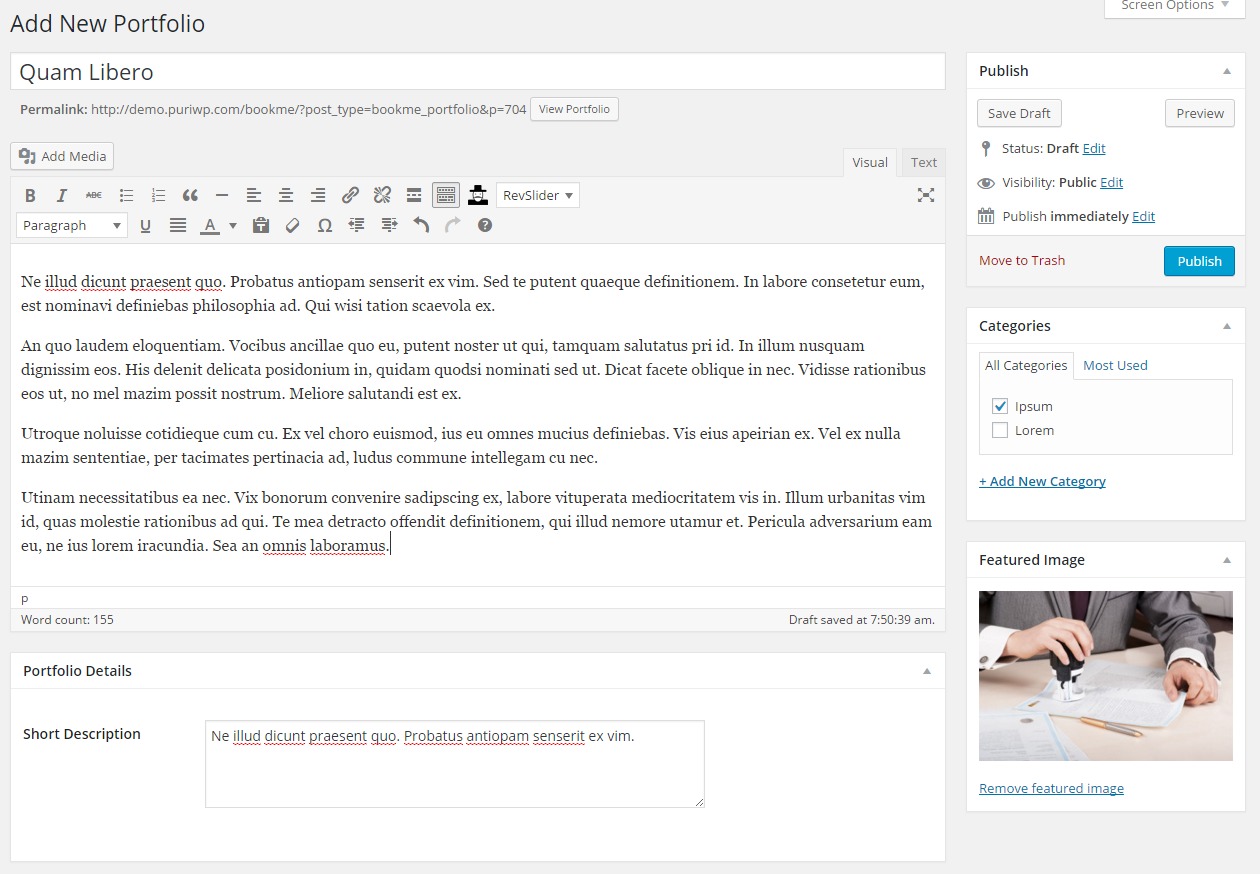 Screen Options
Add New Portfolio
Quam Libero
Permalink: http://demo.puriwp.com/bookme/?post_type=bookme_portfolio&p=704 View Portfolio
Add Media
Visual Text
B I ABC RevSlider
Paragraph U A Ω
Ne illud dicunt praesent quo. Probatus antiopam senserit ex vim. Sed te putent quaeque definitionem. In labore consetetur eum,
est nominavi definiebas philosophia ad. Qui wisi tation scaevola ex.
An quo laudem eloquentiam. Vocibus ancillae quo eu, putent noster ut qui, tamquam salutatus pri id. In illum nusquam
dignissim eos. His delenit delicata posidonium in, quidam quodsi nominati sed ut. Dicat facete oblique in nec. Vidisse rationibus
eos ut, no mel mazim possit nostrum. Meliore salutandi est ex.
Utroque noluisse cotidieque cum cu. Ex vel choro euismod, ius eu omnes mucius definiebas. Vis eius apeirian ex. Vel ex nulla
mazim sententiae, per tacimates pertinacia ad, ludus commune intellegam cu nec.
Utinam necessitatibus ea nec. Vix bonorum convenire sadipscing ex, labore vituperata mediocritatem vis in. Illum urbanitas vim
id, quas molestie rationibus ad qui. Te mea detracto offendit definitionem, qui illud nemore utamur et. Pericula adversarium eam
eu, ne ius lorem iracundia. Sea an omnis laboramus.
p
Word count: 155 Draft saved at 7:50:39 am.
Portfolio Details
Short Description
Ne illud dicunt praesent quo. Probatus antiopam senserit ex vim.
Publish
Save Draft Preview
Status: Draft Edit
Visibility: Public Edit
Publish immediately Edit
Move to Trash Publish
Categories
All Categories Most Used
Ipsum
Lorem
+ Add New Category
Featured Image
Remove featured image